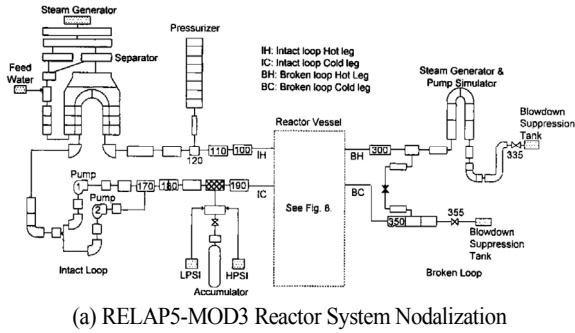 Steam Generator
Pressurizer
Separator
Feed
Water
IH: Intact loop Hot leg
IC: Intact loop Cold leg
BH: Broken loop Hot Leg
BC: Broken loop Cold leg
Steam Generator &
Pump Simulator
Blowdown
Suppression
Tank
335
Reactor Vessel
120
110
100
IH
BH
300
Pump
1
170
180
190
IC
BC
Pump
2
See Fig. 6.
350
355
Blowdown
Suppression
Tank
LPSI
HPSI
Intact Loop
Accumulator
Broken Loop
(a) RELAP5-MOD3 Reactor System Nodalization